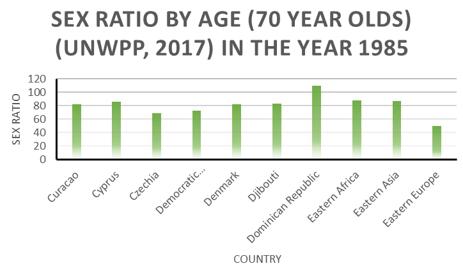 SEX RATIO BY AGE (70 YEAR OLDS)
(UNWPP, 2017) IN THE YEAR 1985
SEX RATIO
120
100
80
60
40
20
0
Curacao
Cyprus
Czechia
Democratic...
Denmark
Djibouti
Dominican Republic
Eastern Africa
Eastern Asia
Eastern Europe
COUNTRY